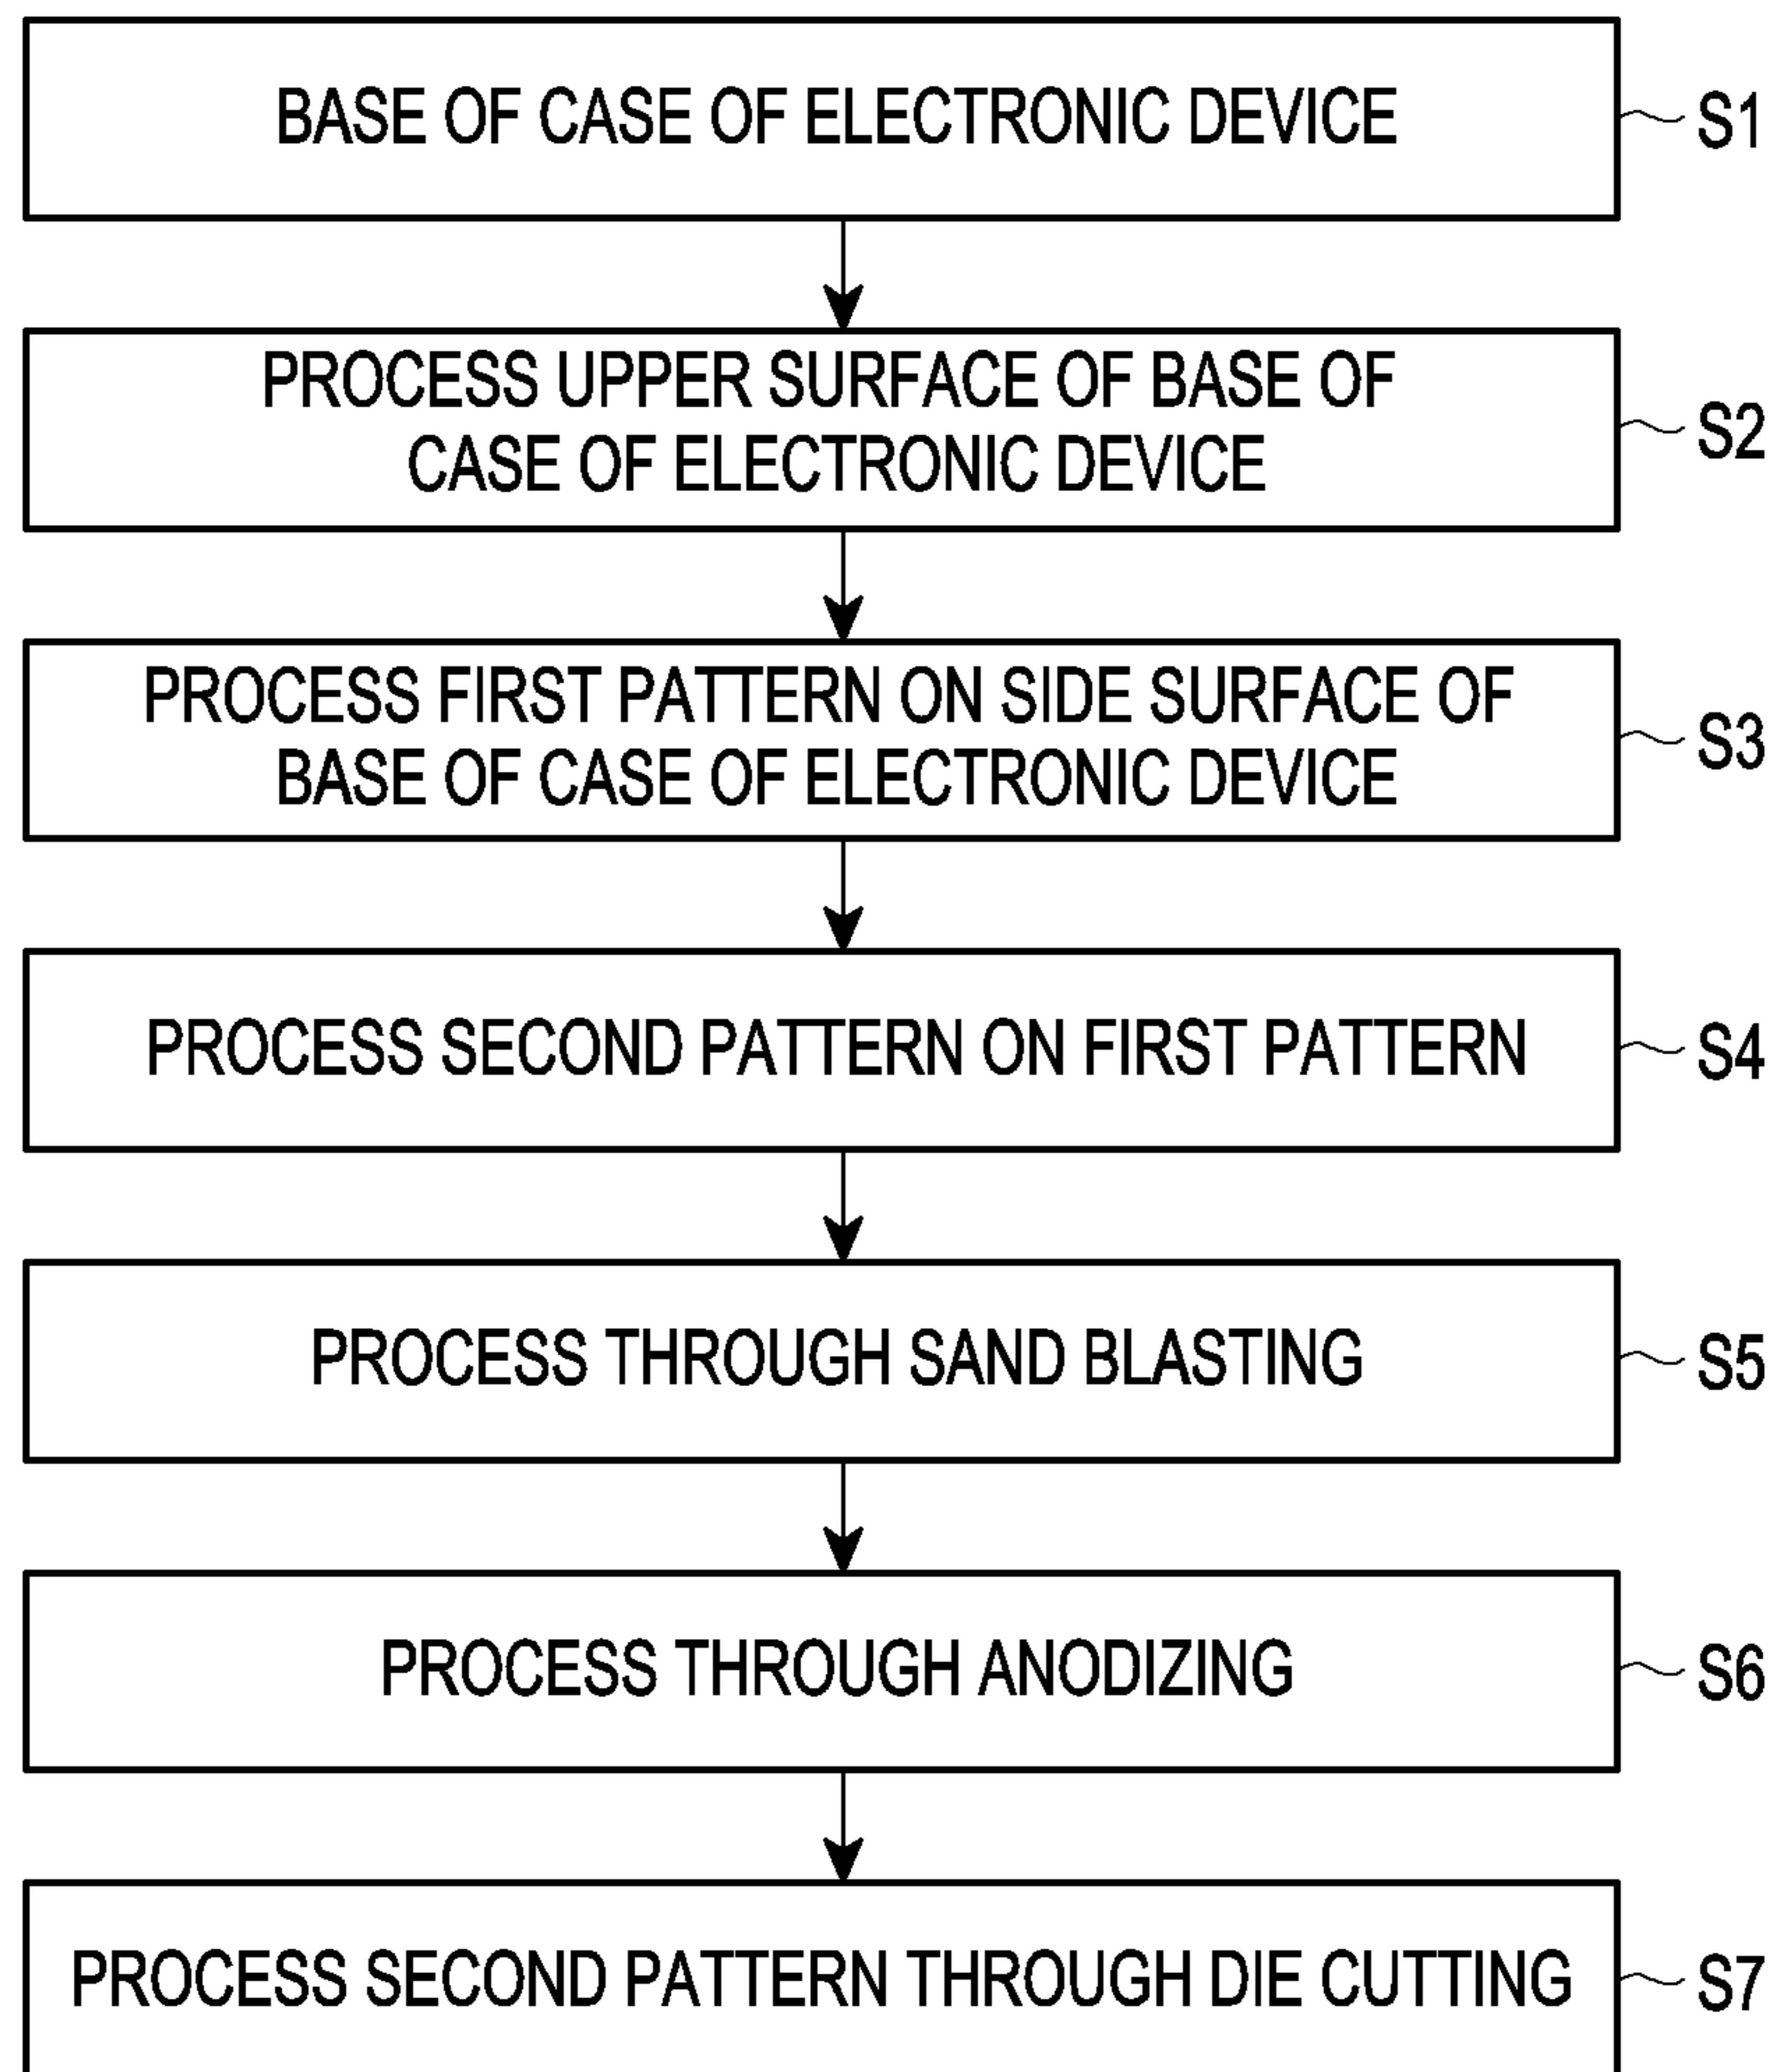 BASE OF CASE OF ELECTRONIC DEVICE
S1
PROCESS UPPER SURFACE OF BASE OF
CASE OF ELECTRONIC DEVICE
S2
PROCESS FIRST PATTERN ON SIDE SURFACE OF
BASE OF CASE OF ELECTRONIC DEVICE
S3
PROCESS SECOND PATTERN ON FIRST PATTERN
S4
PROCESS THROUGH SAND BLASTING
S5
PROCESS THROUGH ANODIZING
S6
PROCESS SECOND PATTERN THROUGH DIE CUTTING
S7